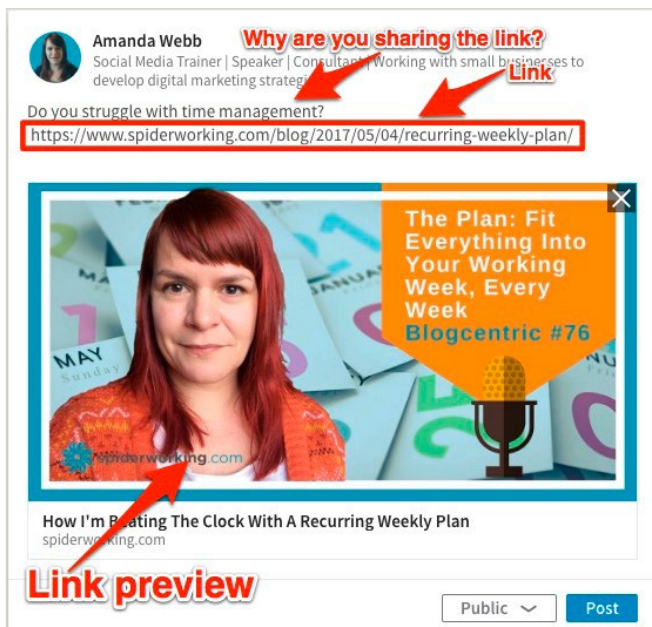 Amanda Webb
Why are you sharing the link?
Social Media Trainer | Speaker | Consultant | Working with small businesses to
Link
develop digital marketing strategi
Do you struggle with time management?
https://www.spiderworking.com/blog/2017/05/04/recurring-weekly-plan/
The Plan: Fit
Everything Into
Your Working
Week, Every
Week
Blogcentric #76
MAY
Sunday
spiderworking.com
How I'm Beating The Clock With A Recurring Weekly Plan
spiderworking.com
Link preview
Public
Post